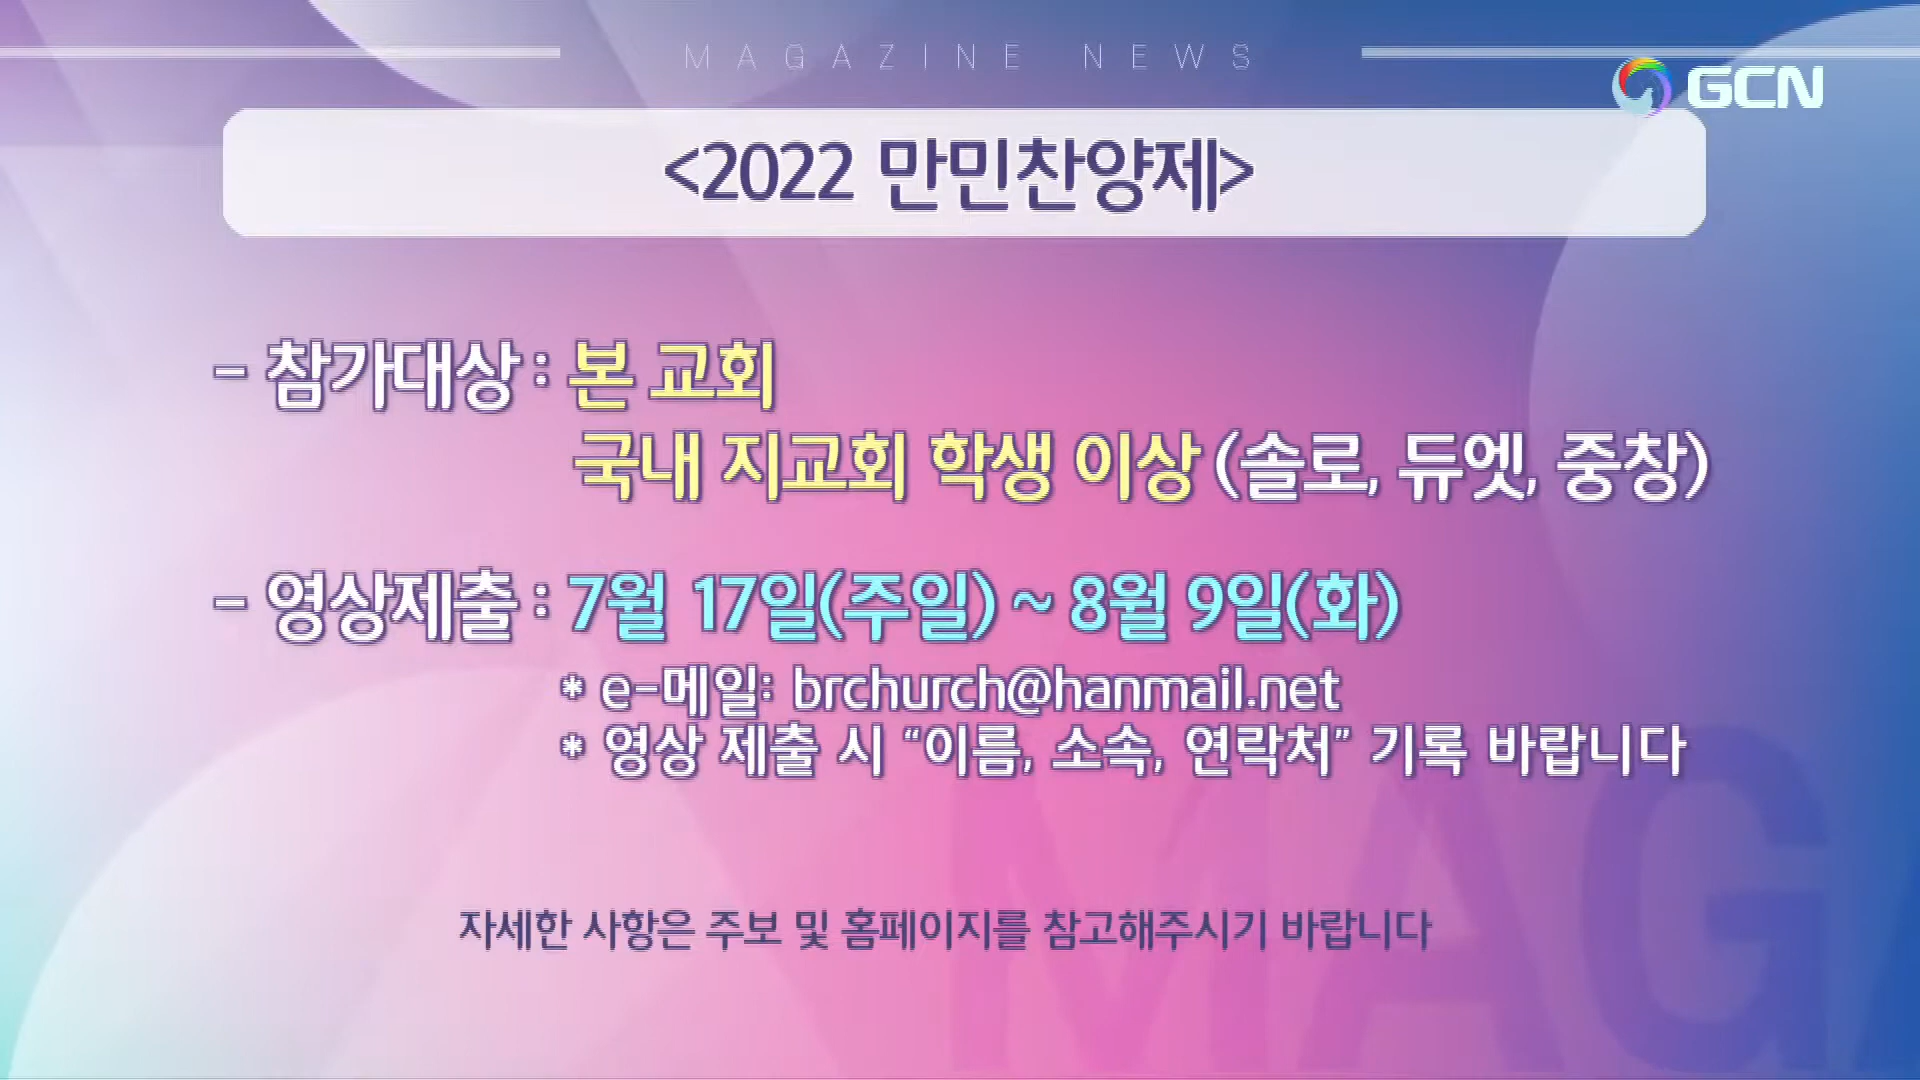 MAGAZINE NEWS
GCN
<2022 만민찬양제>
- 참가대상 : 본 교회
국내 지교회 학생 이상 (솔로, 듀엣, 중창)
- 영상제출 : 7월 17일(주일) ~ 8월 9일(화)
* e-메일: brchurch@hanmail.net
* 영상 제출 시 “이름, 소속, 연락처” 기록 바랍니다
자세한 사항은 주보 및 홈페이지를 참고해주시기 바랍니다
MAG